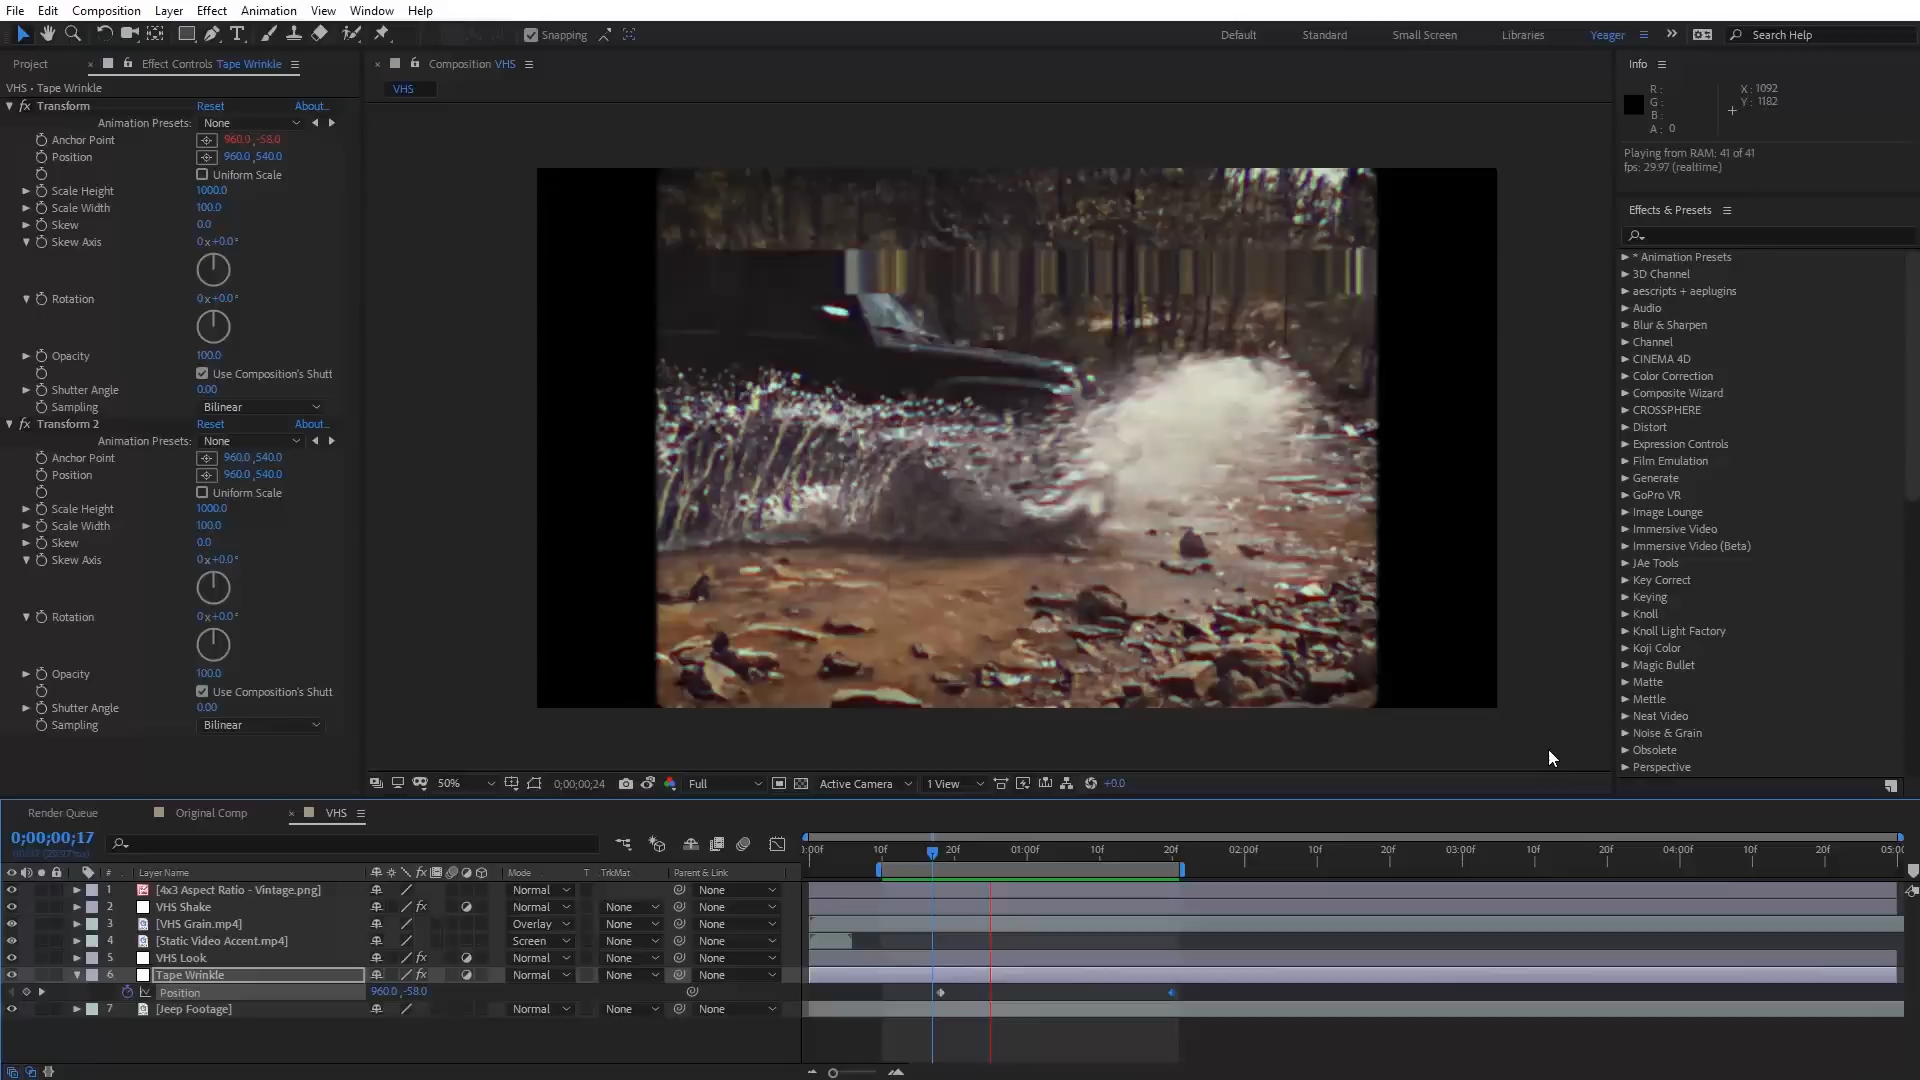 File Edit Composition Layer Effect Animation View Window Help
Snapping Default Standard Small Screen Libraries Yeager Search Help
Project Effect Controls Tape Wrinkle
VHS • Tape Wrinkle
Transform Reset About...
Animation Presets: None
Anchor Point 960.0 ,-58.0
Position 960.0 ,540.0
Uniform Scale
Scale Height 1000.0
Scale Width 100.0
Skew 0.0
Skew Axis 0x+0.0°
Rotation 0x+0.0°
Opacity 100.0
Use Composition's Shutt
Shutter Angle 0.00
Sampling Bilinear
Transform 2 Reset About...
Animation Presets: None
Anchor Point 960.0 ,540.0
Position 960.0 ,540.0
Uniform Scale
Scale Height 1000.0
Scale Width 100.0
Skew 0.0
Skew Axis 0x+0.0°
Rotation 0x+0.0°
Opacity 100.0
Use Composition's Shutt
Shutter Angle 0.00
Sampling Bilinear
Composition VHS
VHS
50% 0;00;00;24 Full Active Camera 1 View +0.0
Info
R :
G :
B :
A : 0
X : 1092
Y : 1182
Playing from RAM: 41 of 41
fps: 29.97 (realtime)
Effects & Presets
* Animation Presets
3D Channel
aescripts + aeplugins
Audio
Blur & Sharpen
Channel
CINEMA 4D
Color Correction
Composite Wizard
CROSSPHERE
Distort
Expression Controls
Film Emulation
Generate
GoPro VR
Image Lounge
Immersive Video
Immersive Video (Beta)
JAe Tools
Key Correct
Keying
Knoll
Knoll Light Factory
Koji Color
Magic Bullet
Matte
Mettle
Neat Video
Noise & Grain
Obsolete
Perspective
Render Queue Original Comp VHS
0;00;00;17
# Layer Name Mode T .TrkMat Parent & Link
:00f 10f 20f 01:00f 10f 20f 02:00f 10f 20f 03:00f 10f 20f 04:00f 10f 20f 05:00
1 [4x3 Aspect Ratio - Vintage.png] Normal None
2 VHS Shake Normal None None
3 [VHS Grain.mp4] Overlay None None
4 [Static Video Accent.mp4] Screen None None
5 VHS Look Normal None None
6 Tape Wrinkle Normal None None
Position 960.0,-58.0
7 [Jeep Footage] Normal None None